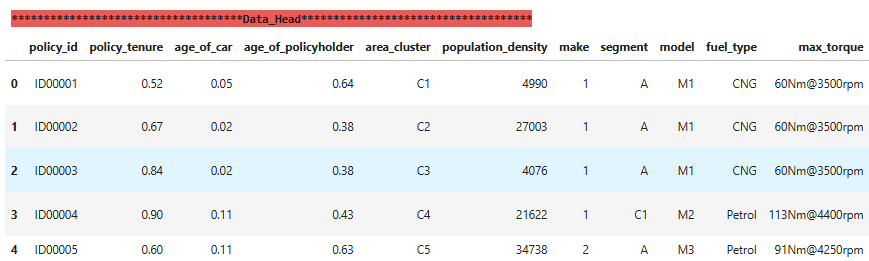 ************************************Data_Head************************************
policy_id policy_tenure age_of_car age_of_policyholder area_cluster population_density make segment model fuel_type max_torque
0 ID00001 0.52 0.05 0.64 C1 4990 1 A M1 CNG 60Nm@3500rpm
1 ID00002 0.67 0.02 0.38 C2 27003 1 A M1 CNG 60Nm@3500rpm
2 ID00003 0.84 0.02 0.38 C3 4076 1 A M1 CNG 60Nm@3500rpm
3 ID00004 0.90 0.11 0.43 C4 21622 1 C1 M2 Petrol 113Nm@4400rpm
4 ID00005 0.60 0.11 0.63 C5 34738 2 A M3 Petrol 91Nm@4250rpm